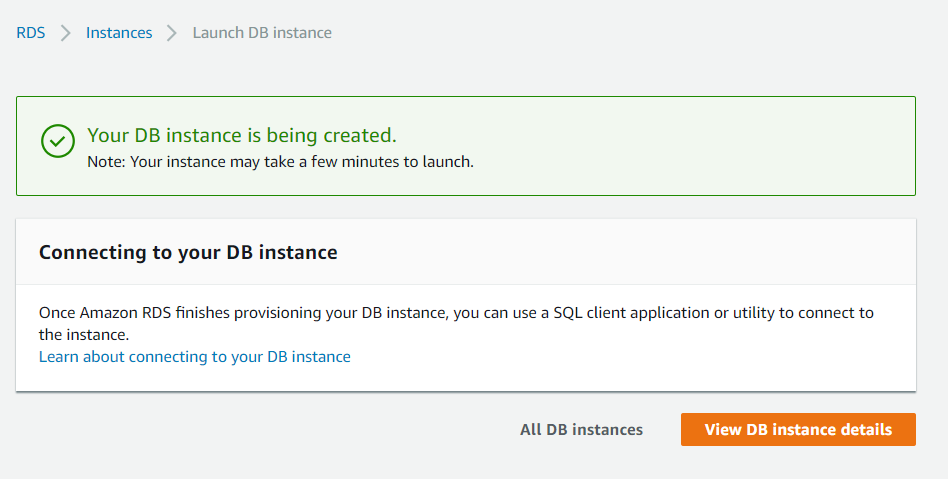 RDS > Instances > Launch DB instance
Your DB instance is being created.
Note: Your instance may take a few minutes to launch.
Connecting to your DB instance
Once Amazon RDS finishes provisioning your DB instance, you can use a SQL client application or utility to connect to
the instance.
Learn about connecting to your DB instance
All DB instances View DB instance details